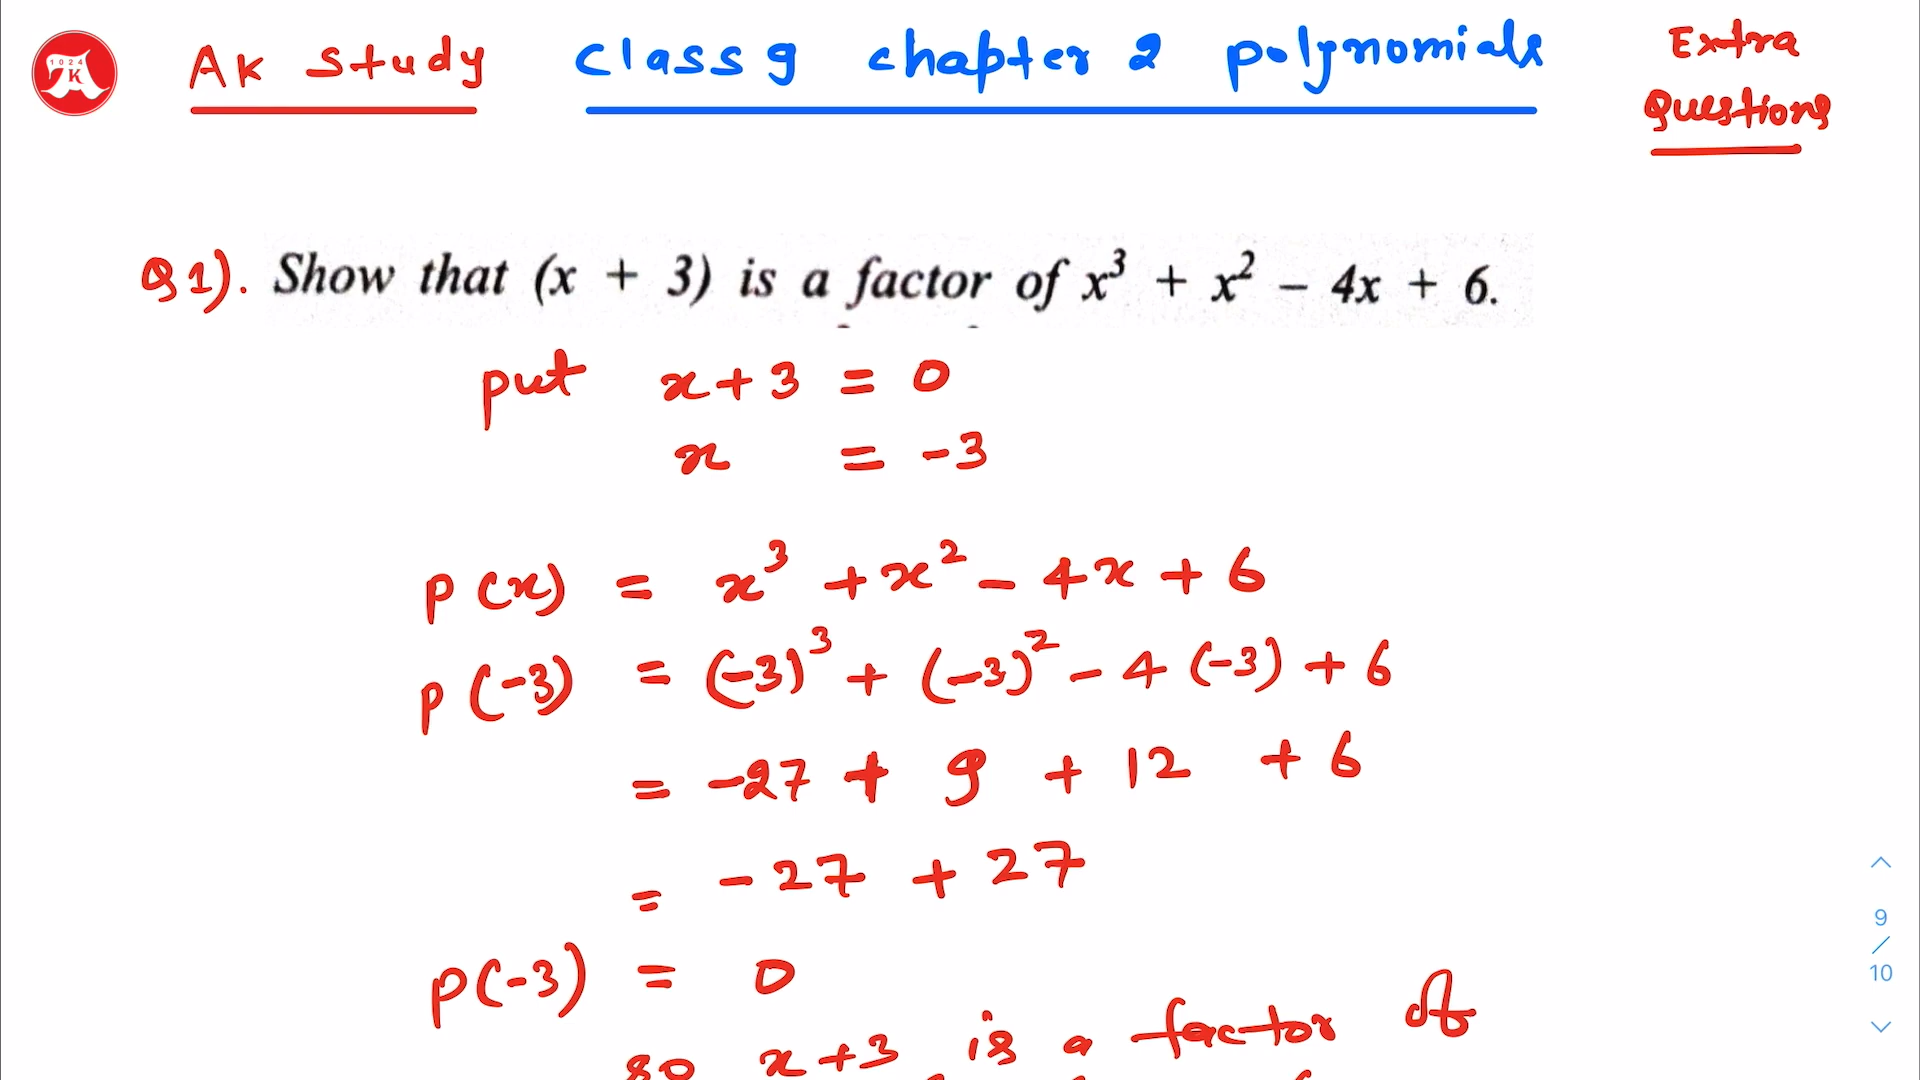 1024
K
AK Study Class 9 chapter 2 polynomials Extra
Questions
Q1). Show that (x + 3) is a factor of x³ + x² − 4x + 6.
put x+3 = 0
x = -3
p(x) = x³ + x² - 4x + 6
p(-3) = (-3)³ + (-3)² - 4(-3) + 6
= -27 + 9 + 12 + 6
= -27 + 27
p(-3) = 0
so x+3 is a factor of
9
/
10